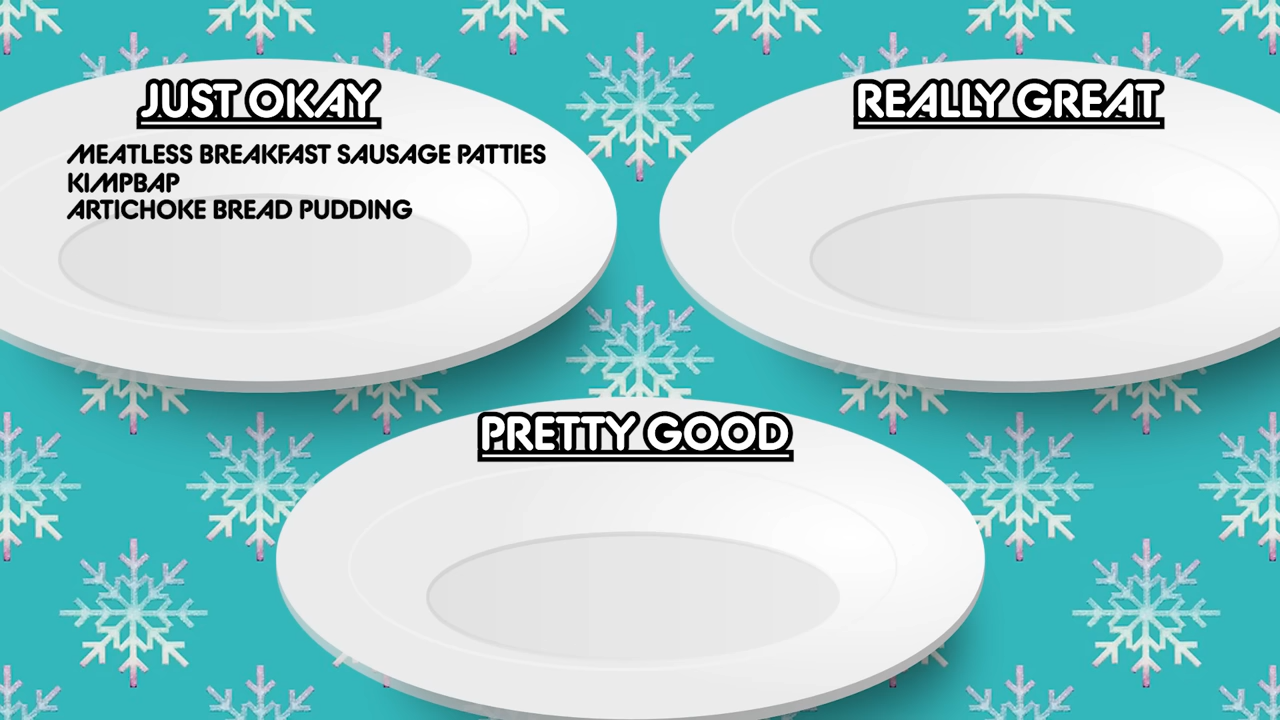 JUST OKAY
MEATLESS BREAKFAST SAUSAGE PATTIES
KIMPBAP
ARTICHOKE BREAD PUDDING
REALLY GREAT
PRETTY GOOD